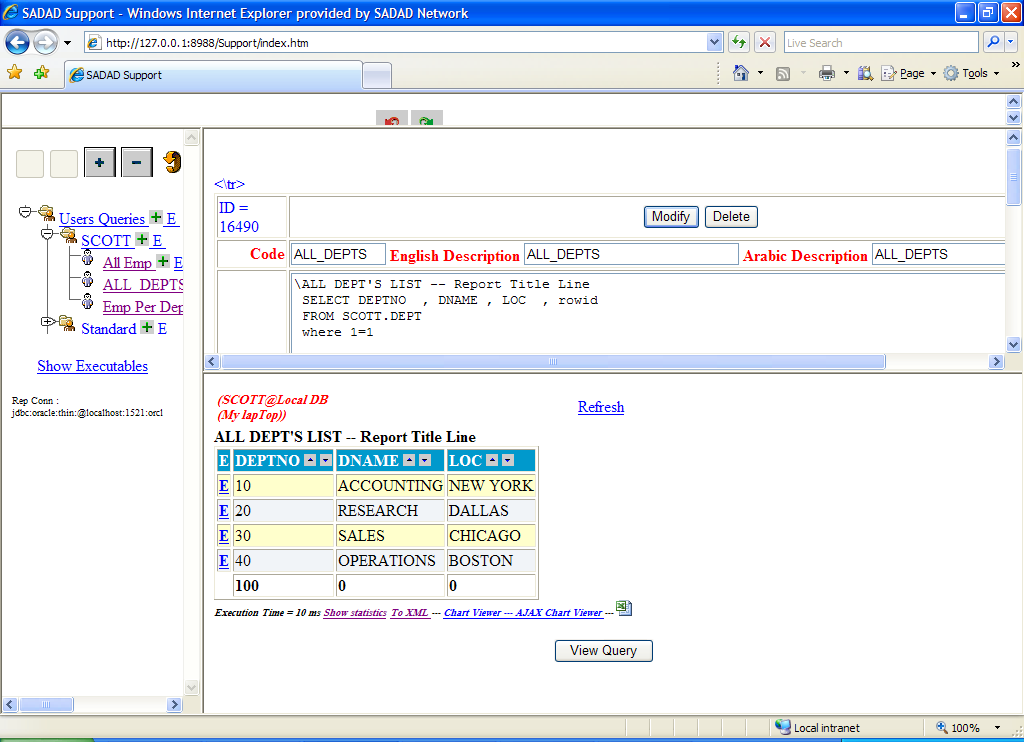 SADAD Support - Windows Internet Explorer provided by SADAD Network
http://127.0.0.1:8988/Support/index.htm
Live Search
SADAD Support
Page
Tools
»
Users Queries E
SCOTT E
All Emp E
ALL_DEPTS
Emp Per Dep
Standard E
Show Executables
Rep Conn :
jdbc:oracle:thin:@localhost:1521:orcl
<\tr>
ID =
16490
Modify Delete
Code ALL_DEPTS English Description ALL_DEPTS Arabic Description ALL_DEPTS
\ALL DEPT'S LIST -- Report Title Line
SELECT DEPTNO , DNAME , LOC , rowid
FROM SCOTT.DEPT
where 1=1
(SCOTT@Local DB
(My lapTop))
Refresh
ALL DEPT'S LIST -- Report Title Line
E DEPTNO DNAME LOC
E 10 ACCOUNTING NEW YORK
E 20 RESEARCH DALLAS
E 30 SALES CHICAGO
E 40 OPERATIONS BOSTON
100 0 0
Execution Time = 10 ms Show statistics To XML --- Chart Viewer --- AJAX Chart Viewer ---
View Query
Local intranet
100%